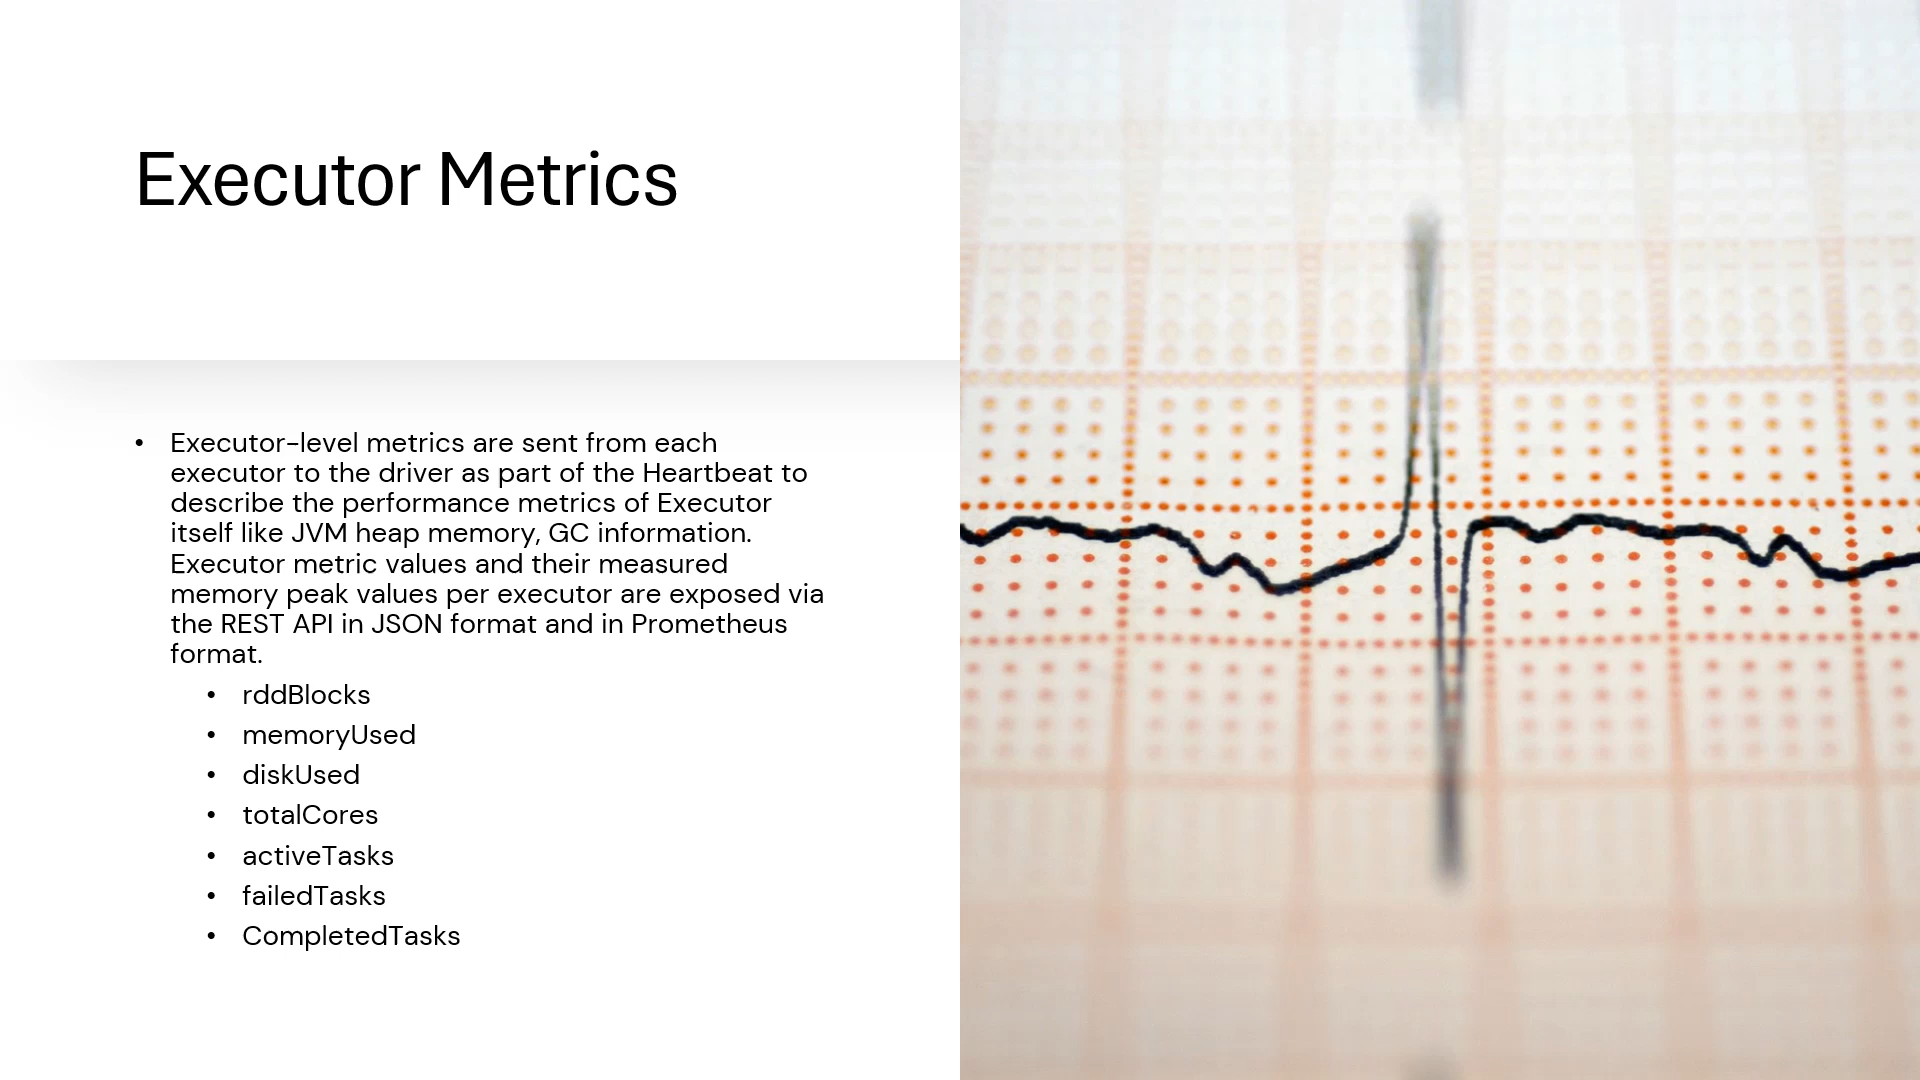 Executor Metrics
• Executor-level metrics are sent from each
executor to the driver as part of the Heartbeat to
describe the performance metrics of Executor
itself like JVM heap memory, GC information.
Executor metric values and their measured
memory peak values per executor are exposed via
the REST API in JSON format and in Prometheus
format.
• rddBlocks
• memoryUsed
• diskUsed
• totalCores
• activeTasks
• failedTasks
• CompletedTasks